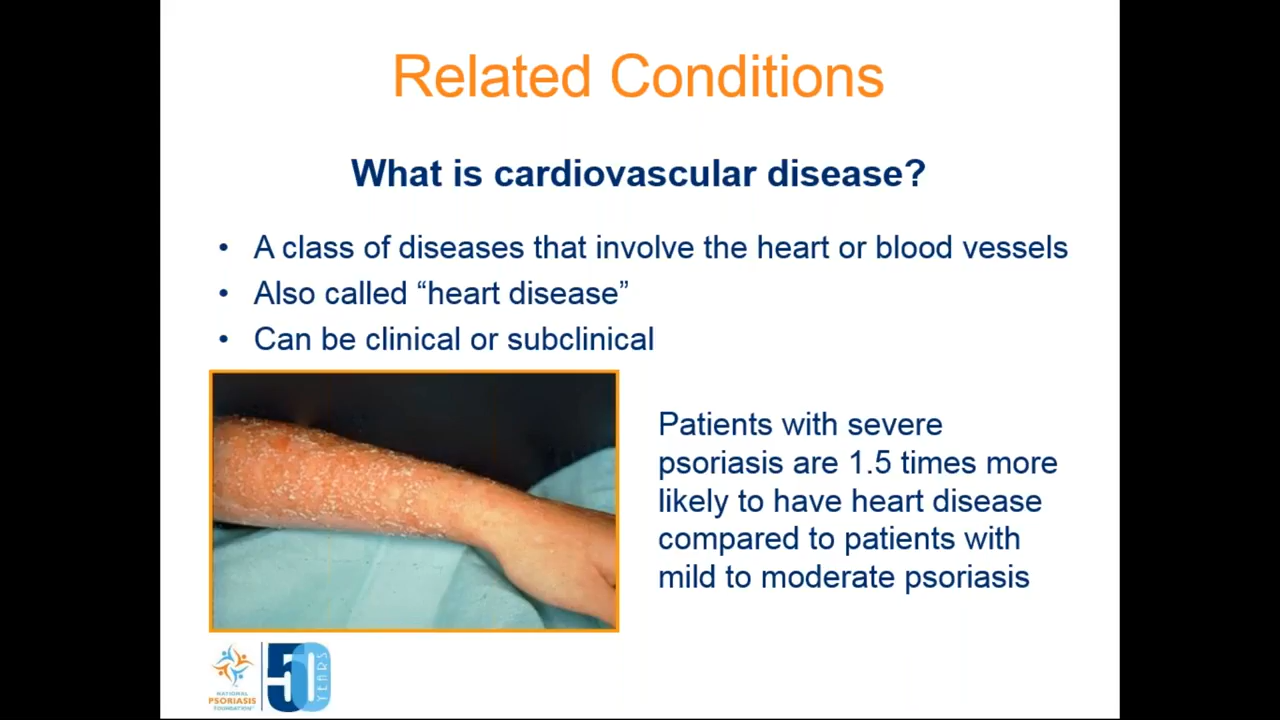 Related Conditions
What is cardiovascular disease?
• A class of diseases that involve the heart or blood vessels
• Also called “heart disease”
• Can be clinical or subclinical
Patients with severe
psoriasis are 1.5 times more
likely to have heart disease
compared to patients with
mild to moderate psoriasis
NATIONAL
PSORIASIS
FOUNDATION
50
YEARS